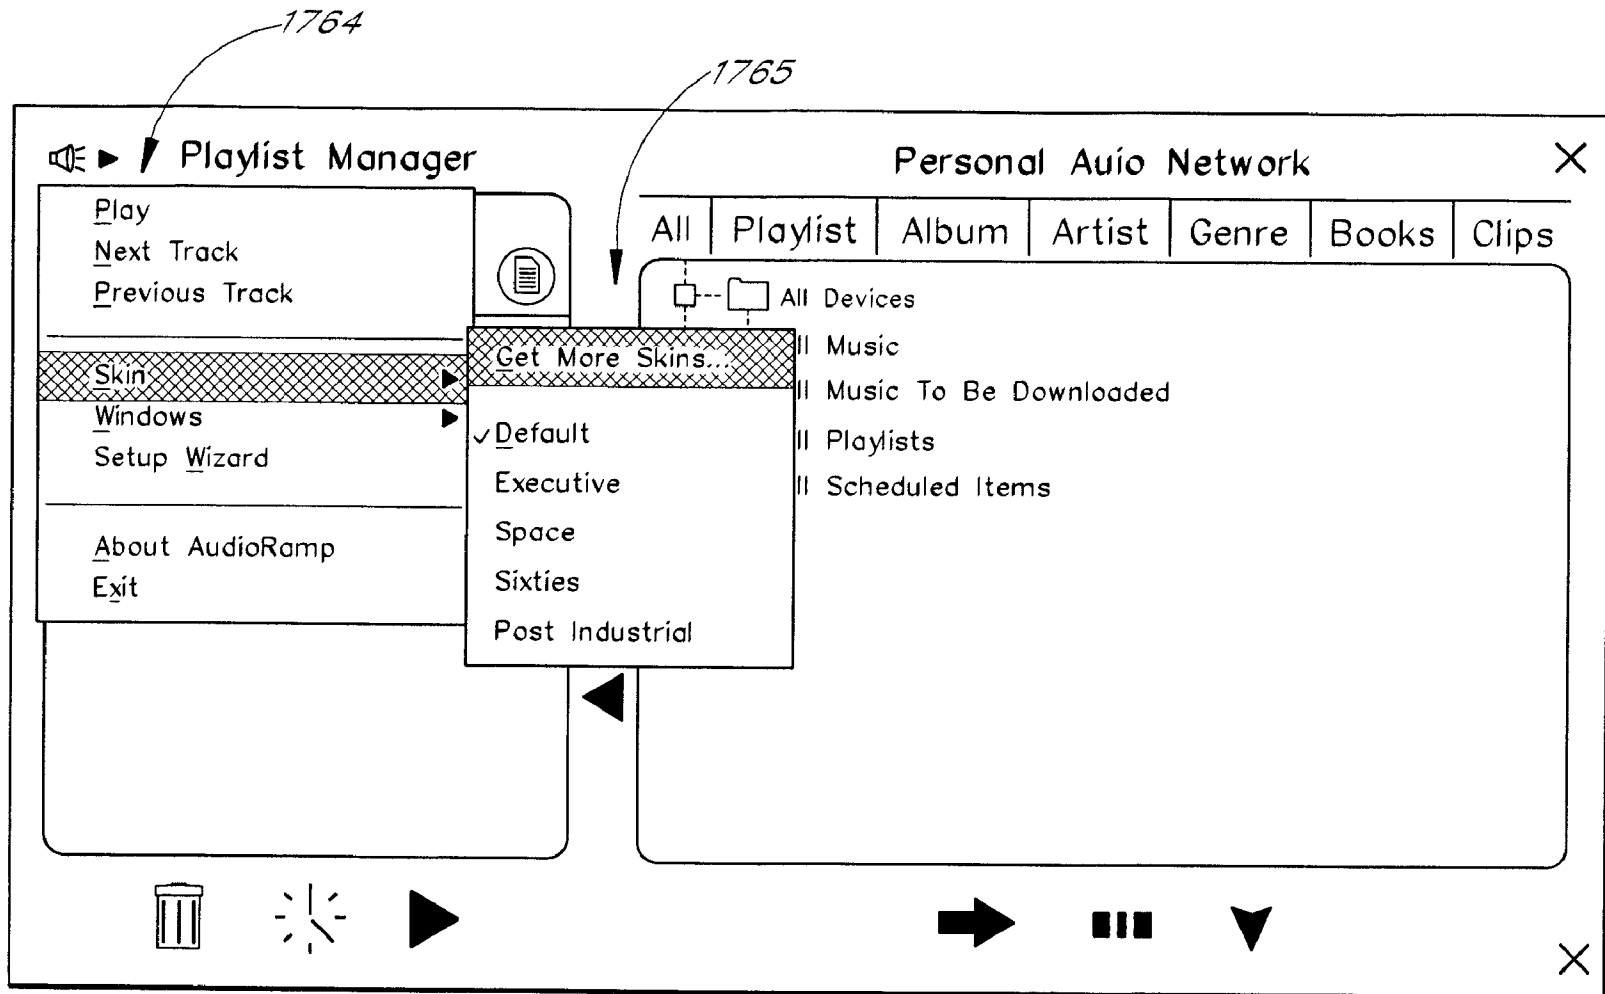 1764
1765
Playlist Manager
Personal Auio Network
Play
Next Track
Previous Track
Skin
Windows
Setup Wizard
About AudioRamp
Exit
Get More Skins...
Default
Executive
Space
Sixties
Post Industrial
All Playlist Album Artist Genre Books Clips
All Devices
ll Music
ll Music To Be Downloaded
ll Playlists
ll Scheduled Items